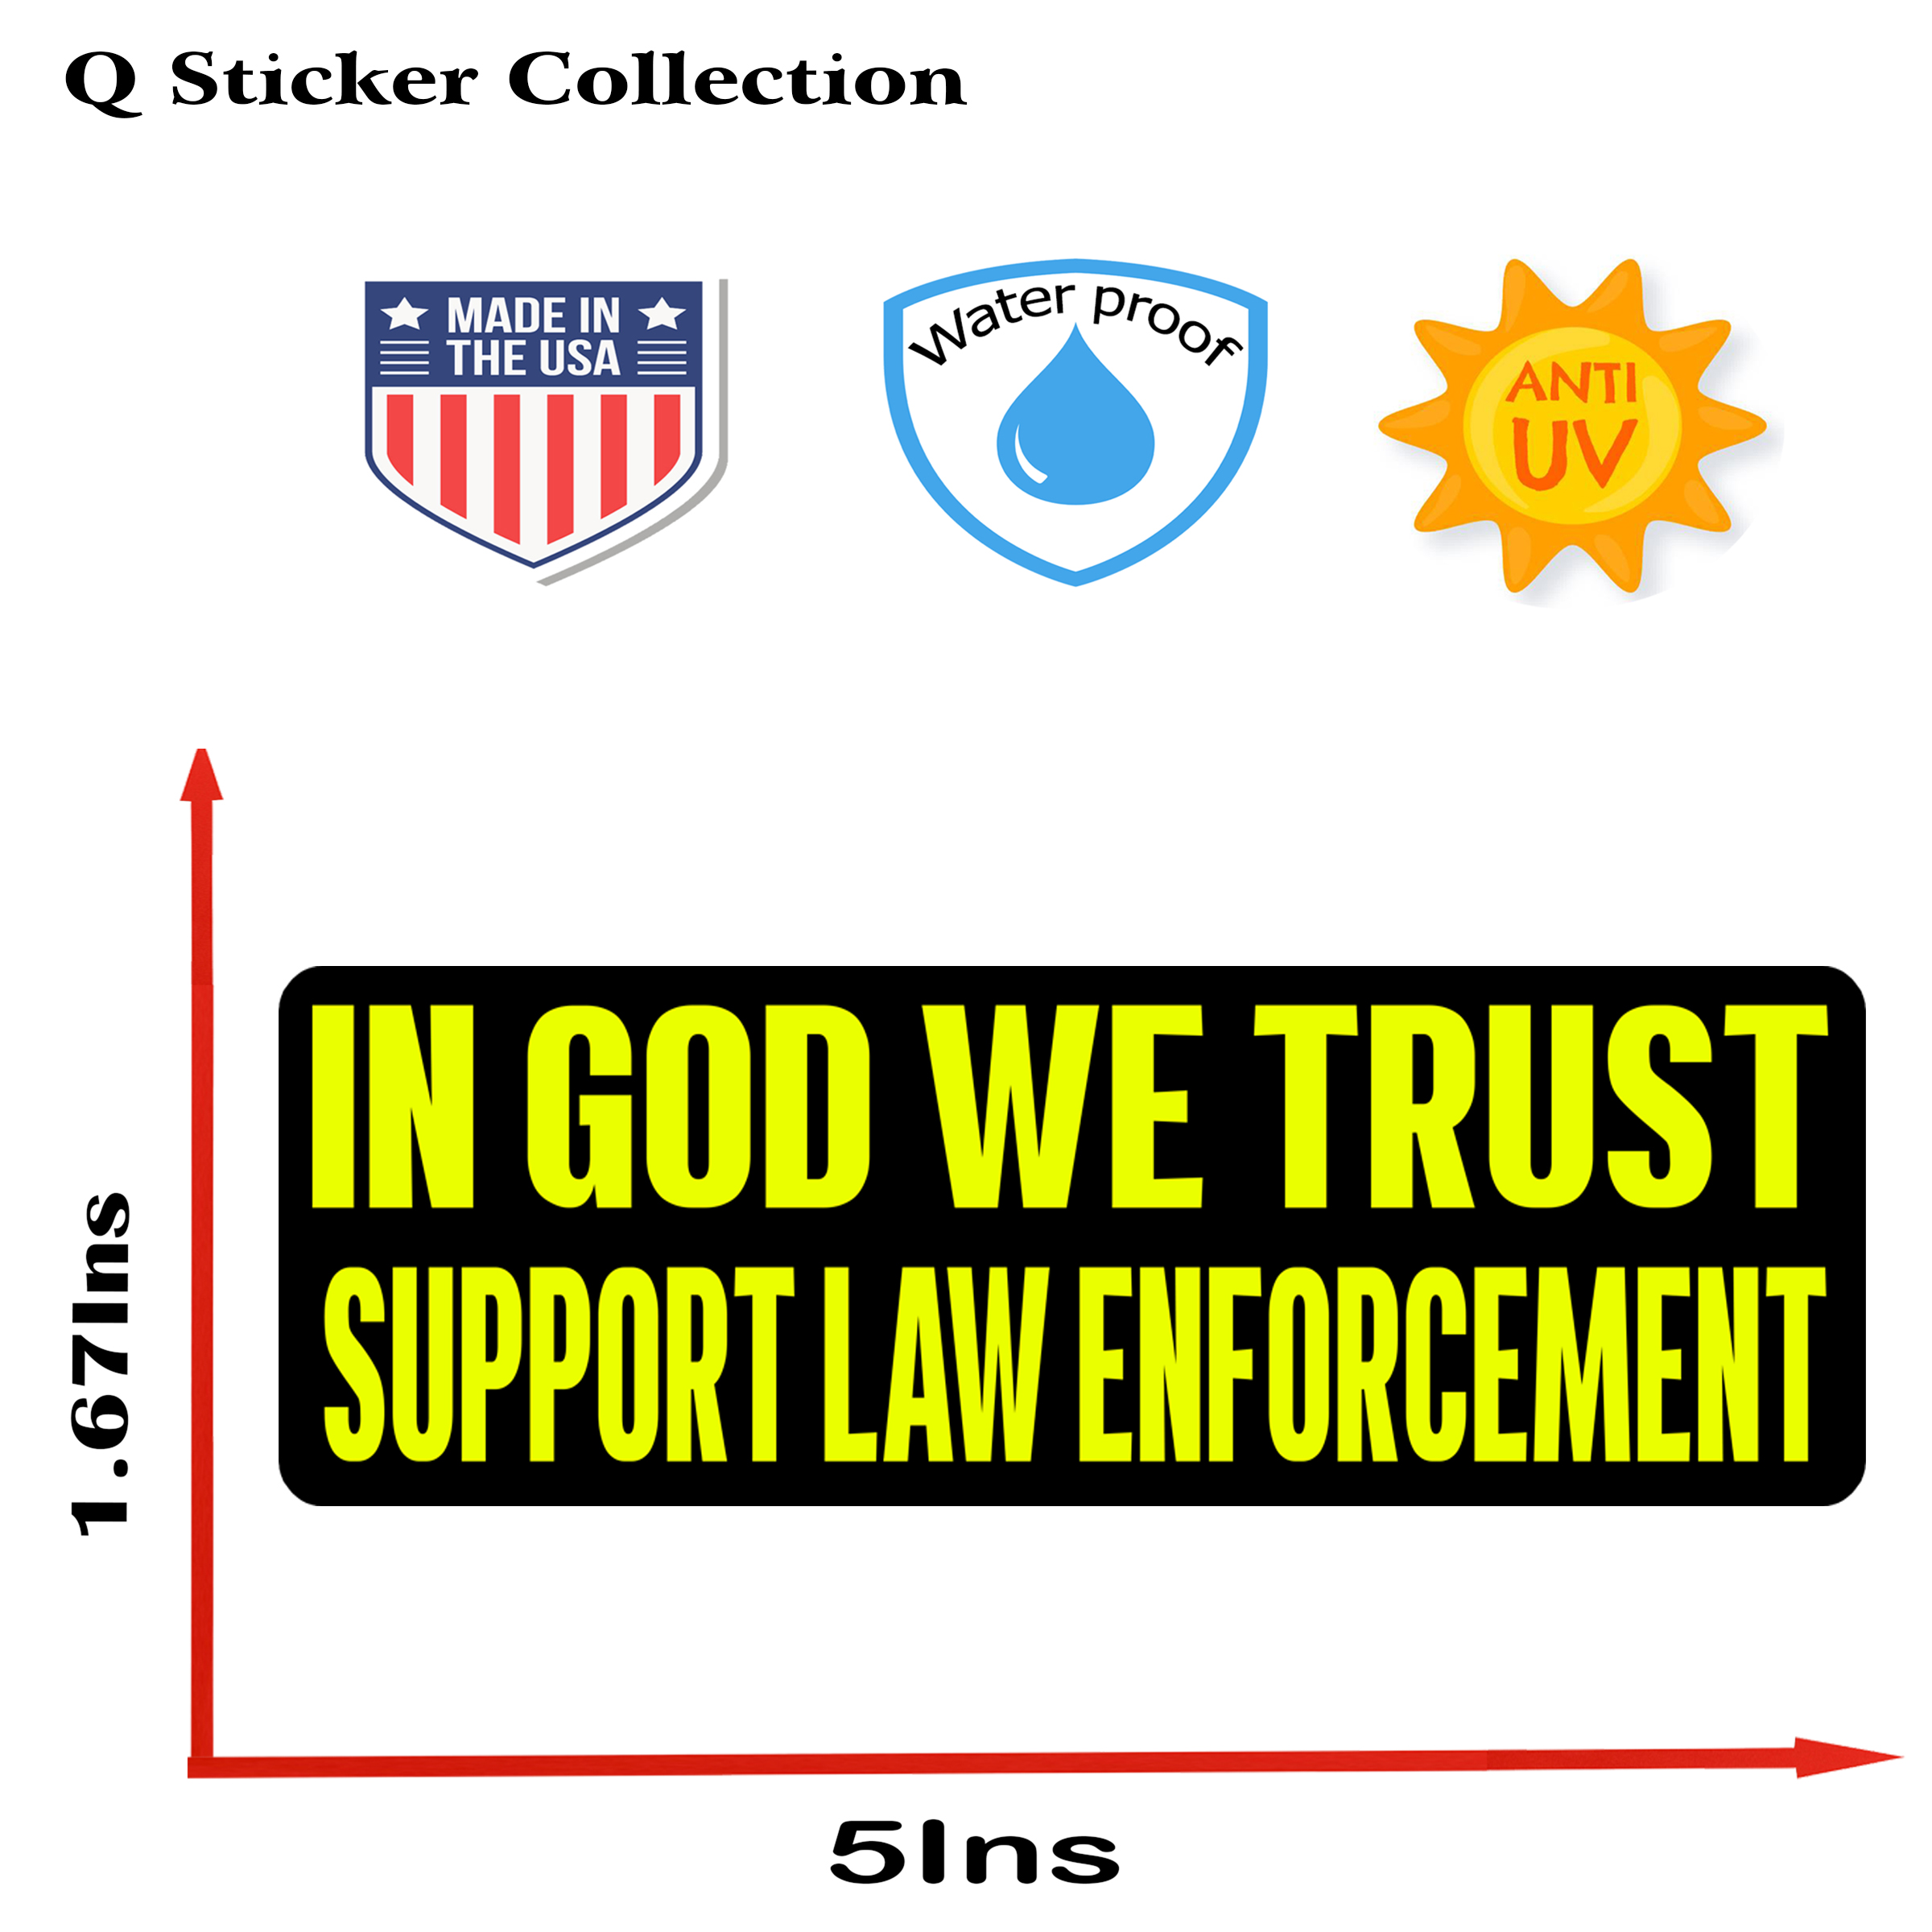 Q Sticker Collection
MADE IN
THE USA
Water proof
ANTI
UV
IN GOD WE TRUST
SUPPORT LAW ENFORCEMENT
1.67Ins
5Ins